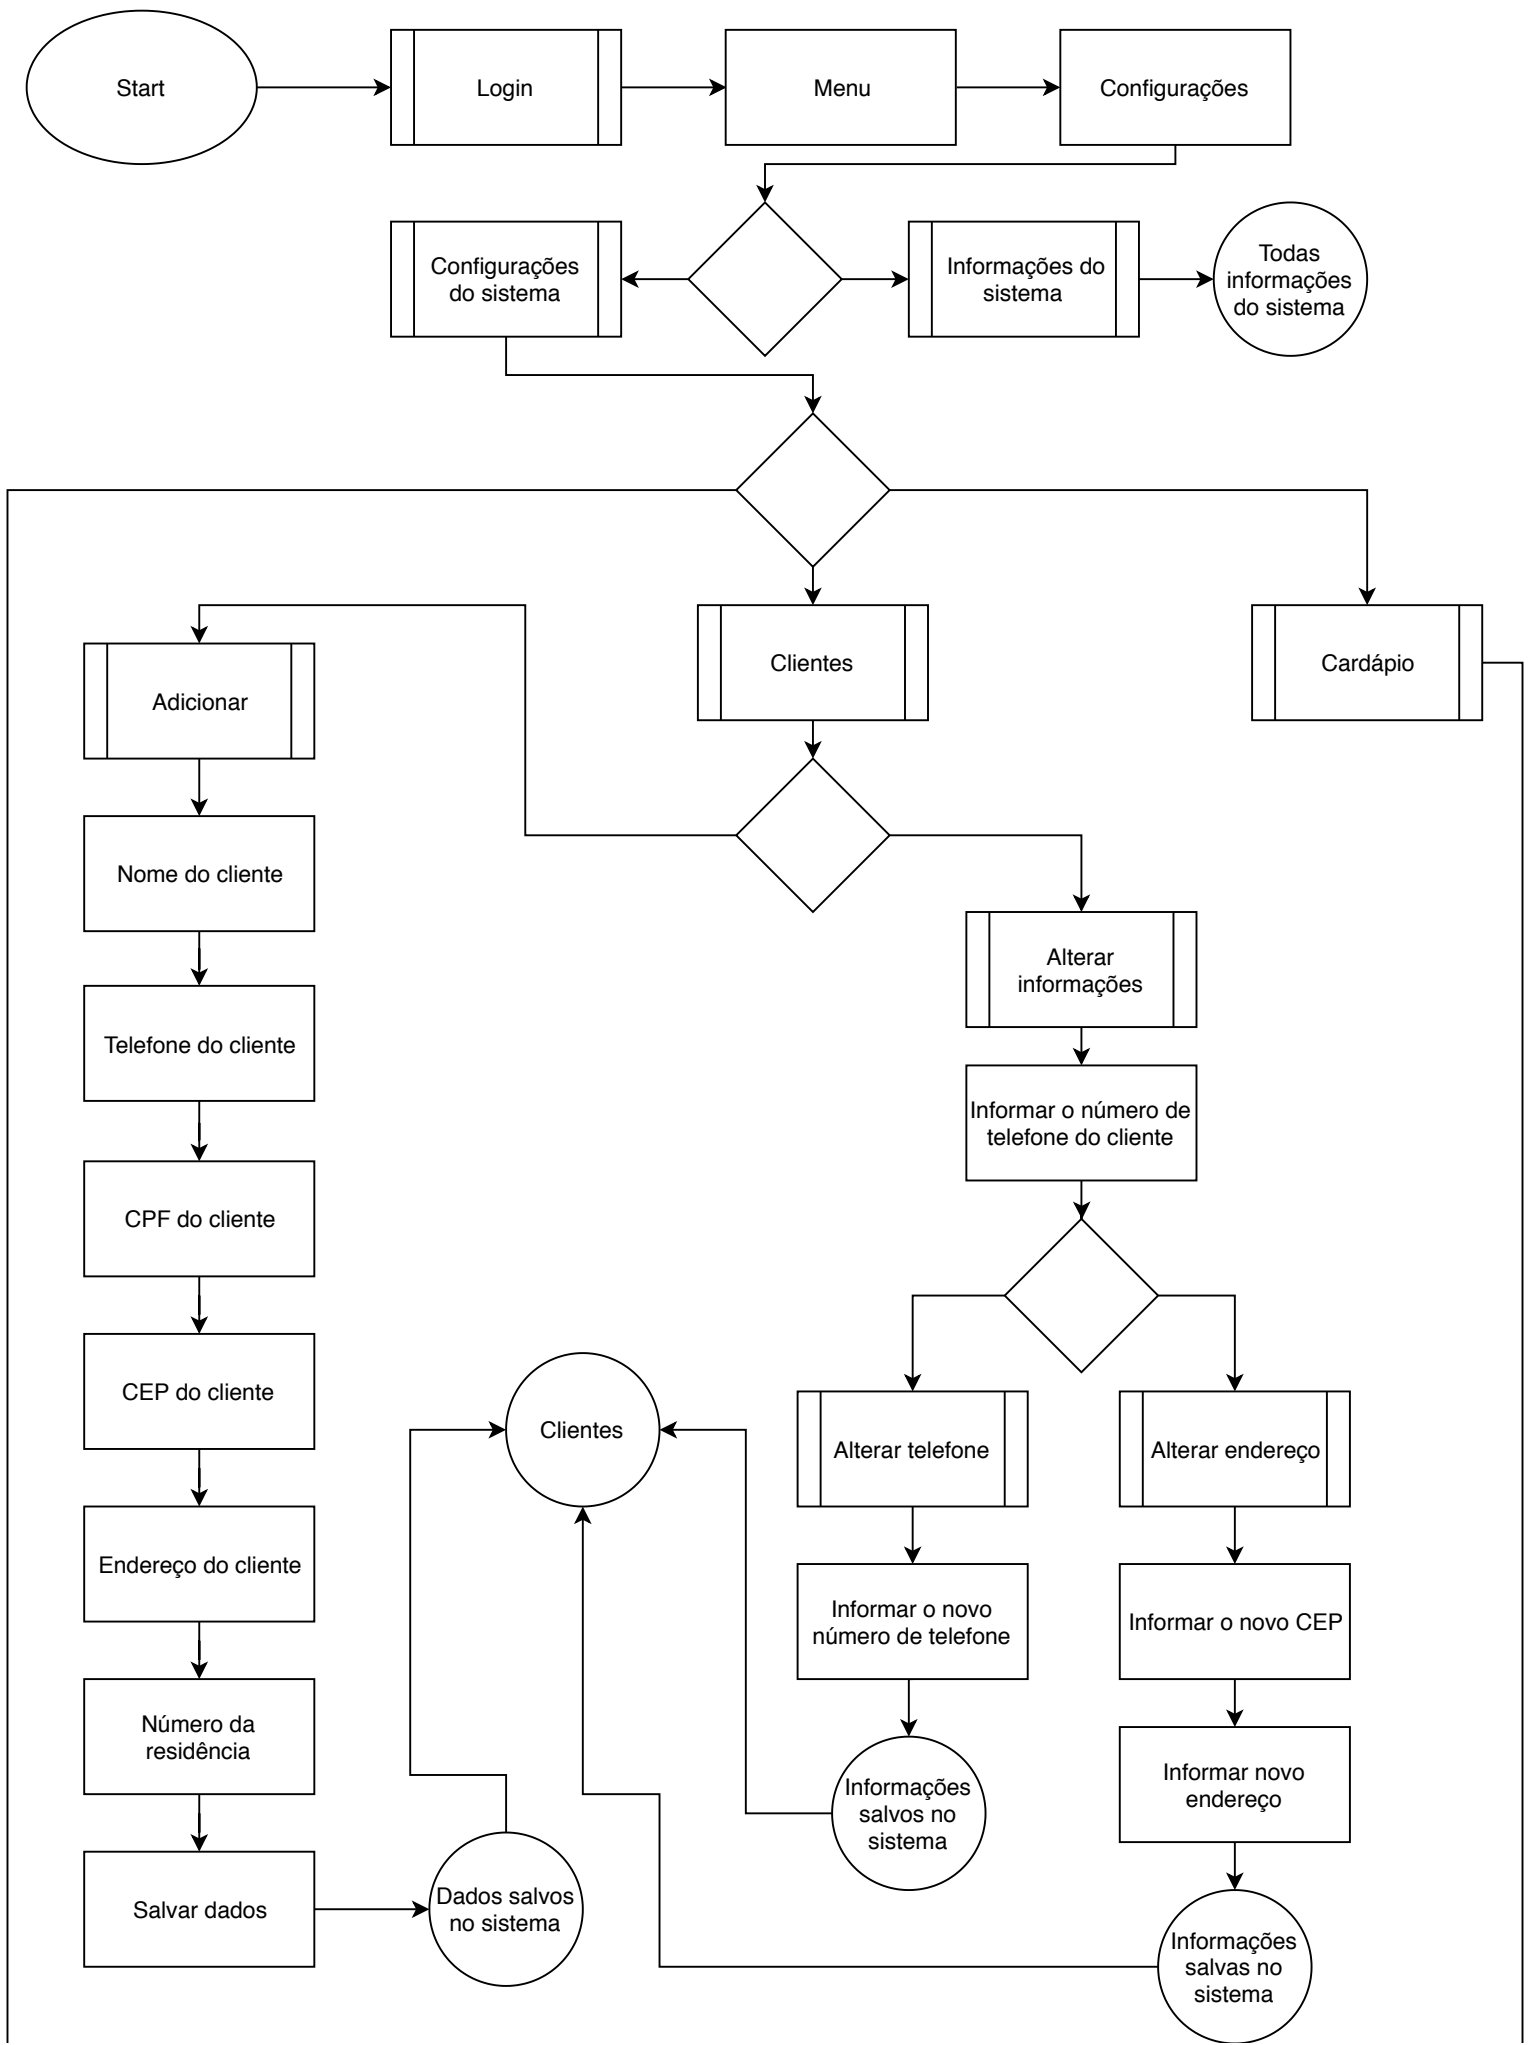 Start
Login
Menu
Configurações
Configurações
do sistema
Informações do
sistema
Todas
informações
do sistema
Clientes
Cardápio
Adicionar
Nome do cliente
Telefone do cliente
CPF do cliente
CEP do cliente
Endereço do cliente
Número da
residência
Salvar dados
Dados salvos
no sistema
Clientes
Alterar
informações
Informar o número de
telefone do cliente
Alterar telefone
Informar o novo
número de telefone
Informações
salvos no
sistema
Alterar endereço
Informar o novo CEP
Informar novo
endereço
Informações
salvas no
sistema